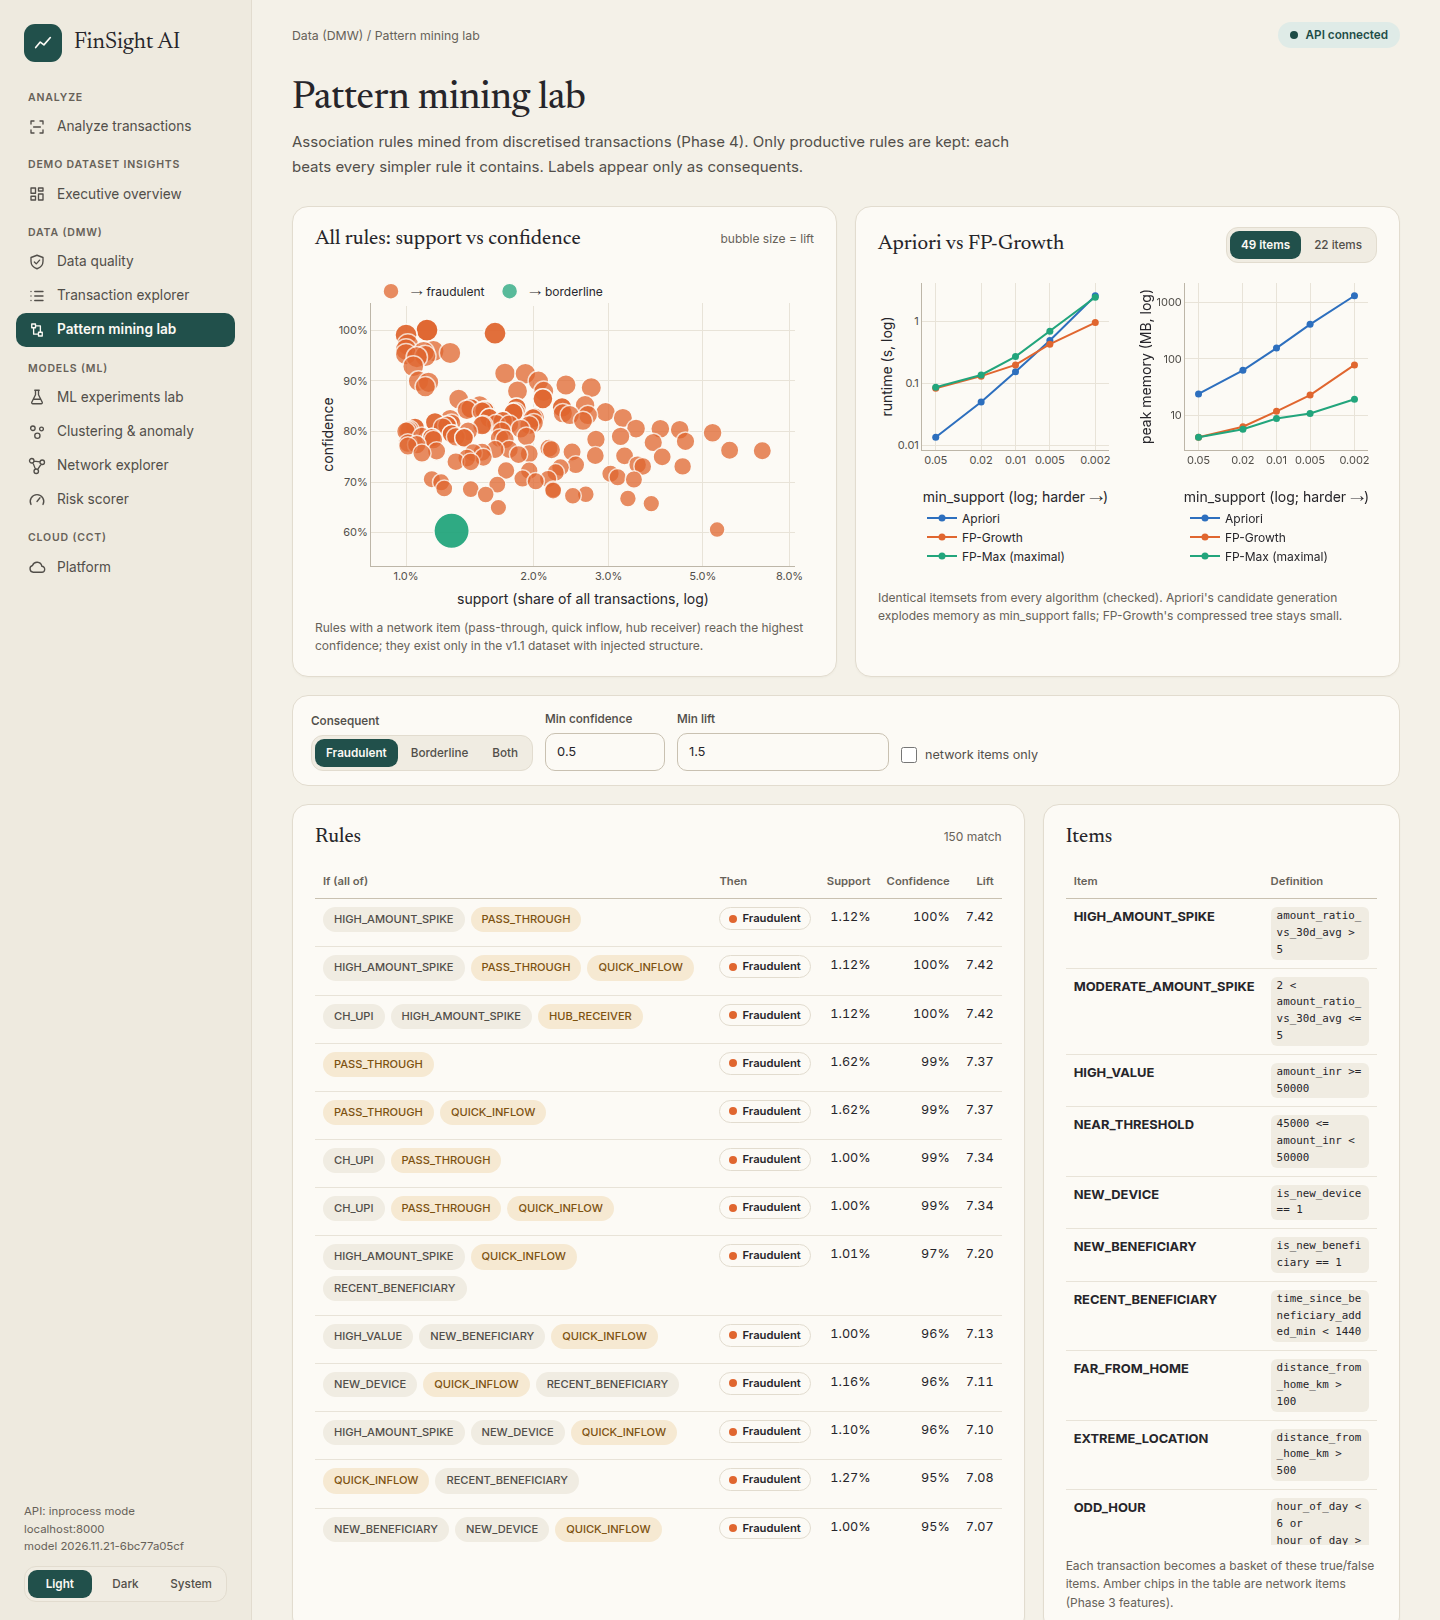 FinSight AI
ANALYZE
Analyze transactions
DEMO DATASET INSIGHTS
Executive overview
DATA (DMW)
Data quality
Transaction explorer
Pattern mining lab
MODELS (ML)
ML experiments lab
Clustering & anomaly
Network explorer
Risk scorer
CLOUD (CCT)
Platform
API: inprocess mode
localhost:8000
model 2026.11.21-6bc77a05cf
Light Dark System
Data (DMW) / Pattern mining lab
API connected
Pattern mining lab
Association rules mined from discretised transactions (Phase 4). Only productive rules are kept: each
beats every simpler rule it contains. Labels appear only as consequents.
All rules: support vs confidence
bubble size = lift
→ fraudulent → borderline
confidence
100%
90%
80%
70%
60%
1.0% 2.0% 3.0% 5.0% 8.0%
support (share of all transactions, log)
Rules with a network item (pass-through, quick inflow, hub receiver) reach the highest
confidence; they exist only in the v1.1 dataset with injected structure.
Apriori vs FP-Growth
49 items 22 items
runtime (s, log)
1
0.1
0.01
0.05 0.02 0.01 0.005 0.002
min_support (log; harder →)
Apriori
FP-Growth
FP-Max (maximal)
peak memory (MB, log)
1000
100
10
0.05 0.02 0.01 0.005 0.002
min_support (log; harder →)
Apriori
FP-Growth
FP-Max (maximal)
Identical itemsets from every algorithm (checked). Apriori's candidate generation
explodes memory as min_support falls; FP-Growth's compressed tree stays small.
Consequent
Fraudulent Borderline Both
Min confidence
0.5
Min lift
1.5
network items only
Rules
150 match
If (all of) Then Support Confidence Lift
HIGH_AMOUNT_SPIKE PASS_THROUGH Fraudulent 1.12% 100% 7.42
HIGH_AMOUNT_SPIKE PASS_THROUGH QUICK_INFLOW Fraudulent 1.12% 100% 7.42
CH_UPI HIGH_AMOUNT_SPIKE HUB_RECEIVER Fraudulent 1.12% 100% 7.42
PASS_THROUGH Fraudulent 1.62% 99% 7.37
PASS_THROUGH QUICK_INFLOW Fraudulent 1.62% 99% 7.37
CH_UPI PASS_THROUGH Fraudulent 1.00% 99% 7.34
CH_UPI PASS_THROUGH QUICK_INFLOW Fraudulent 1.00% 99% 7.34
HIGH_AMOUNT_SPIKE QUICK_INFLOW Fraudulent 1.01% 97% 7.20
RECENT_BENEFICIARY
HIGH_VALUE NEW_BENEFICIARY QUICK_INFLOW Fraudulent 1.00% 96% 7.13
NEW_DEVICE QUICK_INFLOW RECENT_BENEFICIARY Fraudulent 1.16% 96% 7.11
HIGH_AMOUNT_SPIKE NEW_DEVICE QUICK_INFLOW Fraudulent 1.10% 96% 7.10
QUICK_INFLOW RECENT_BENEFICIARY Fraudulent 1.27% 95% 7.08
NEW_BENEFICIARY NEW_DEVICE QUICK_INFLOW Fraudulent 1.00% 95% 7.07
Items
Item Definition
HIGH_AMOUNT_SPIKE amount_ratio_
vs_30d_avg >
5
MODERATE_AMOUNT_SPIKE 2 <
amount_ratio_
vs_30d_avg <=
5
HIGH_VALUE amount_inr >=
50000
NEAR_THRESHOLD 45000 <=
amount_inr <
50000
NEW_DEVICE is_new_device
== 1
NEW_BENEFICIARY is_new_benefi
ciary == 1
RECENT_BENEFICIARY time_since_be
neficiary_add
ed_min < 1440
FAR_FROM_HOME distance_from
_home_km >
100
EXTREME_LOCATION distance_from
_home_km >
500
ODD_HOUR hour_of_day <
6 or
hour_of_day >
Each transaction becomes a basket of these true/false
items. Amber chips in the table are network items
(Phase 3 features).